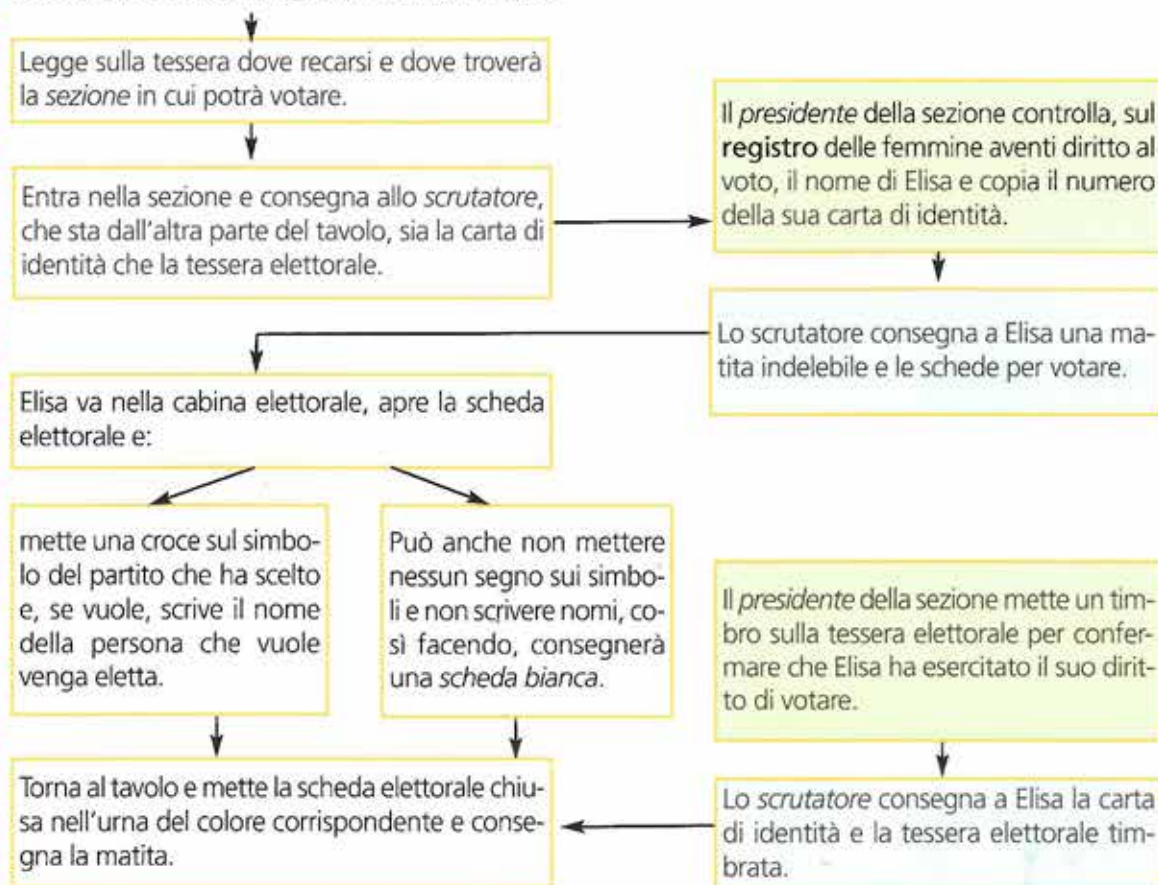 Legge sulla tessera dove recarsi e dove troverà
la sezione in cui potrà votare.
Entra nella sezione e consegna allo scrutatore,
che sta dall'altra parte del tavolo, sia la carta di
identità che la tessera elettorale.
Il presidente della sezione controlla, sul
registro delle femmine aventi diritto al
voto, il nome di Elisa e copia il numero
della sua carta di identità.
Lo scrutatore consegna a Elisa una ma-
tita indelebile e le schede per votare.
Elisa va nella cabina elettorale, apre la scheda
elettorale e:
mette una croce sul simbo-
lo del partito che ha scelto
e, se vuole, scrive il nome
della persona che vuole
venga eletta.
Può anche non mettere
nessun segno sui simbo-
li e non scrivere nomi, co-
sì facendo, consegnerà
una scheda bianca.
Il presidente della sezione mette un tim-
bro sulla tessera elettorale per confer-
mare che Elisa ha esercitato il suo dirit-
to di votare.
Torna al tavolo e mette la scheda elettorale chiu-
sa nell'urna del colore corrispondente e conse-
gna la matita.
Lo scrutatore consegna a Elisa la carta
di identità e la tessera elettorale tim-
brata.